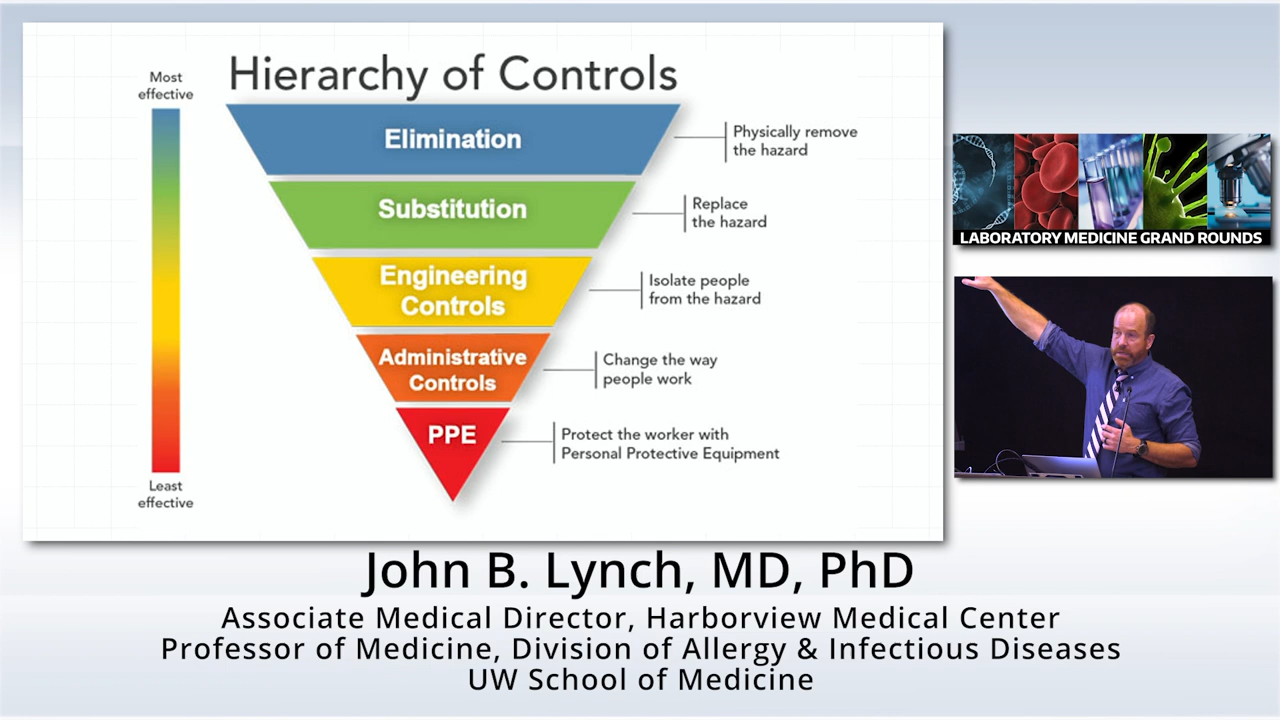 Hierarchy of Controls
Most
effective
Elimination
Physically remove
the hazard
Substitution
Replace
the hazard
Engineering
Controls
Isolate people
from the hazard
Administrative
Controls
Change the way
people work
PPE
Protect the worker with
Personal Protective Equipment
Least
effective
LABORATORY MEDICINE GRAND ROUNDS
John B. Lynch, MD, PhD
Associate Medical Director, Harborview Medical Center
Professor of Medicine, Division of Allergy & Infectious Diseases
UW School of Medicine